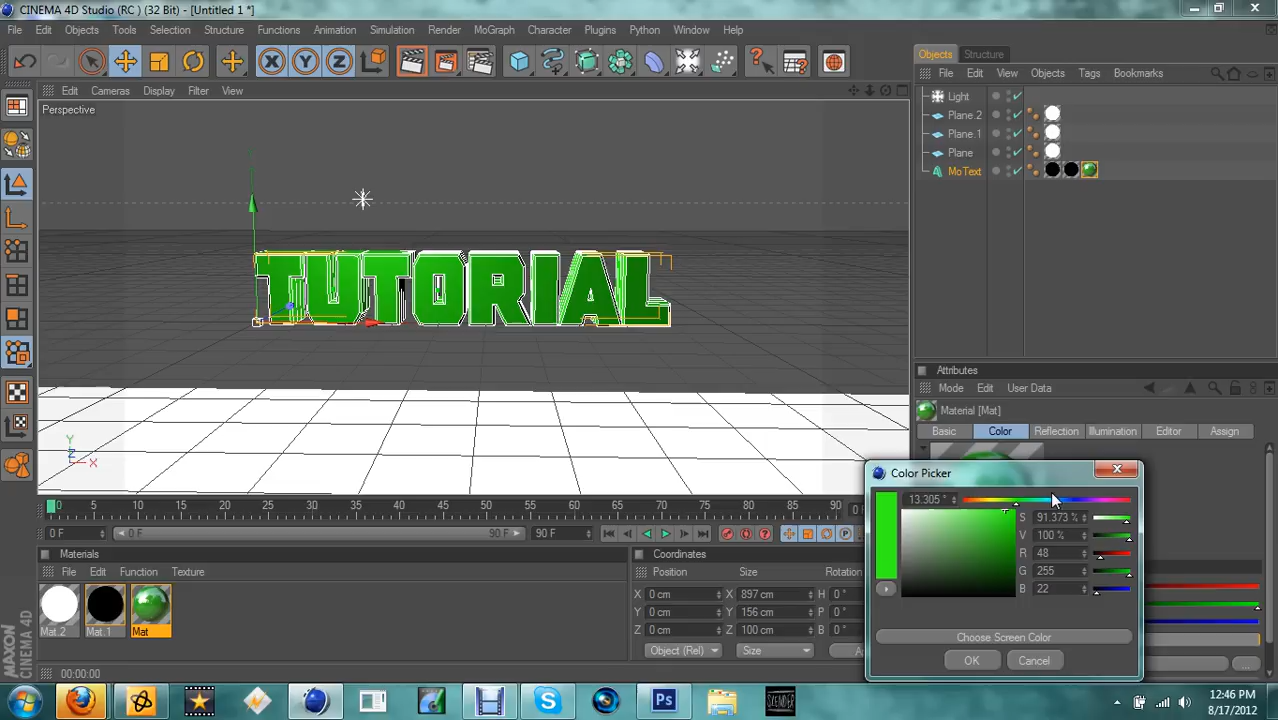 CINEMA 4D Studio (RC ) (32 Bit) - [Untitled 1 *]
File Edit Objects Tools Selection Structure Functions Animation Simulation Render MoGraph Character Plugins Python Window Help
X Y Z
Objects Structure
File Edit View Objects Tags Bookmarks
Edit Cameras Display Filter View
Perspective
Light
Plane.2
Plane.1
Plane
MoText
TUTORIAL
Y
Z
X
Attributes
Mode Edit User Data
Material [Mat]
Basic Color Reflection Illumination Editor Assign
Color Picker
13.305 °
S 91.373 %
V 100 %
R 48
G 255
B 22
Choose Screen Color
OK Cancel
0 5 10 15 20 25 30 35 40 45 50 55 60 65 70 75 80 85 90 0
0 F 0 F 90 F 90 F P
Materials
File Edit Function Texture
Mat.2 Mat.1 Mat
Coordinates
Position Size Rotation
X 0 cm X 897 cm H 0 °
Y 0 cm Y 156 cm P 0 °
Z 0 cm Z 100 cm B 0 °
Object (Rel) Size
00:00:00
MAXON
CINEMA 4D
Ps
SLENDER
12:46 PM
8/17/2012